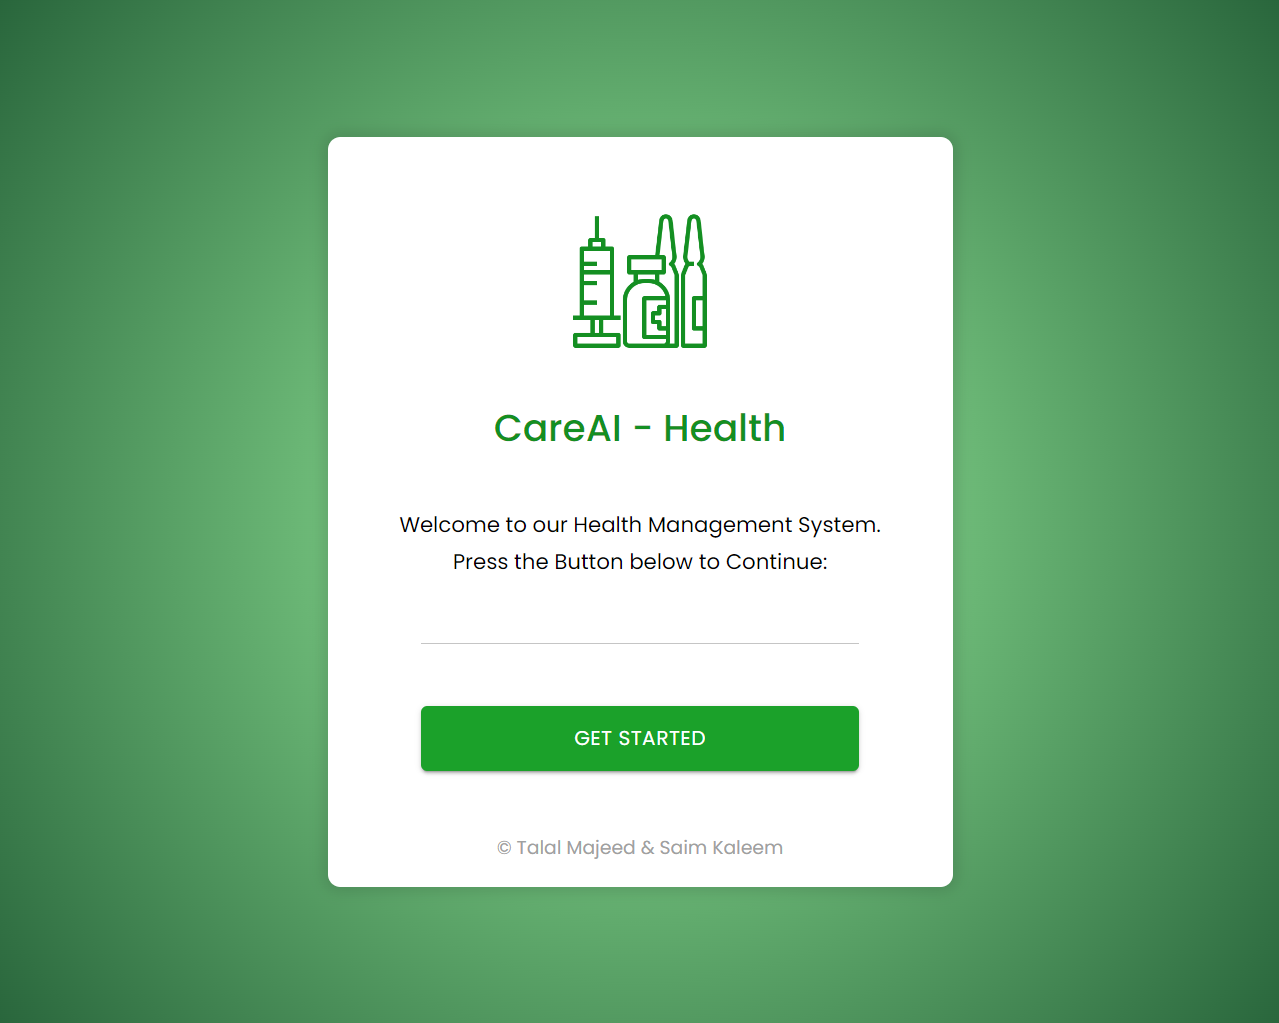 CareAI - Health
Welcome to our Health Management System.
Press the Button below to Continue:
GET STARTED
© Talal Majeed & Saim Kaleem